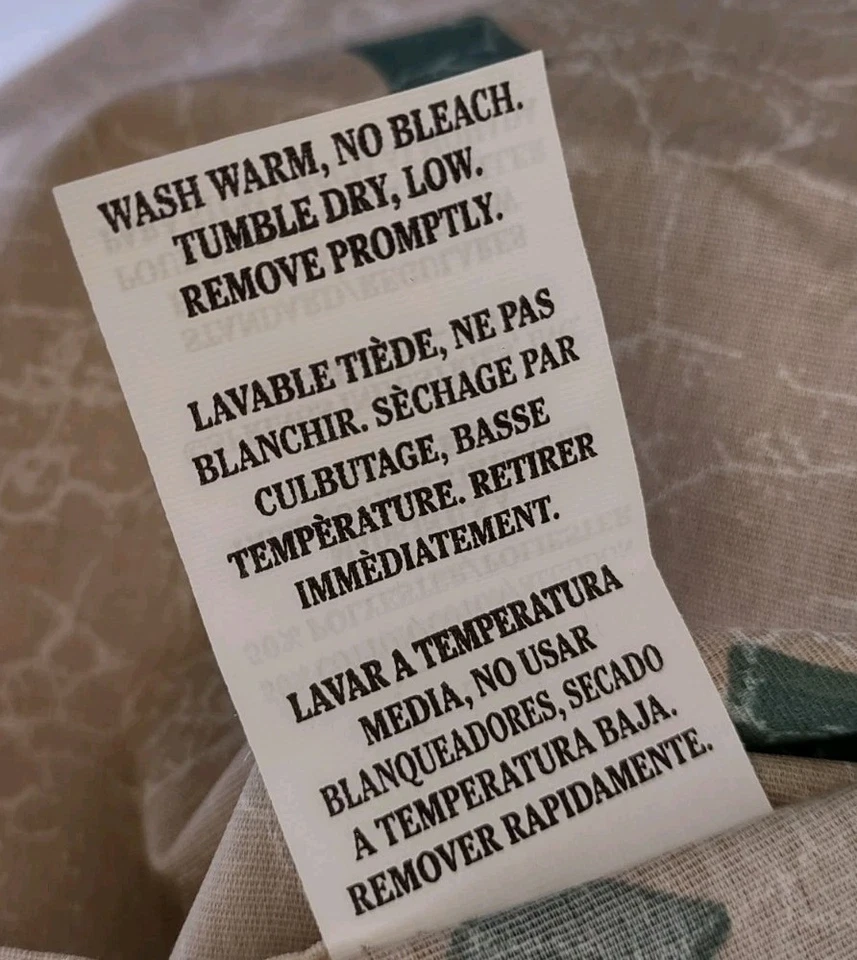 WASH WARM, NO BLEACH.
TUMBLE DRY, LOW.
REMOVE PROMPTLY.
LAVABLE TIÈDE, NE PAS
BLANCHIR. SÈCHAGE PAR
CULBUTAGE, BASSE
TEMPÈRATURE. RETIRER
IMMÈDIATEMENT.
LAVAR A TEMPERATURA
MEDIA, NO USAR
BLANQUEADORES, SECADO
A TEMPERATURA BAJA.
REMOVER RAPIDAMENTE.